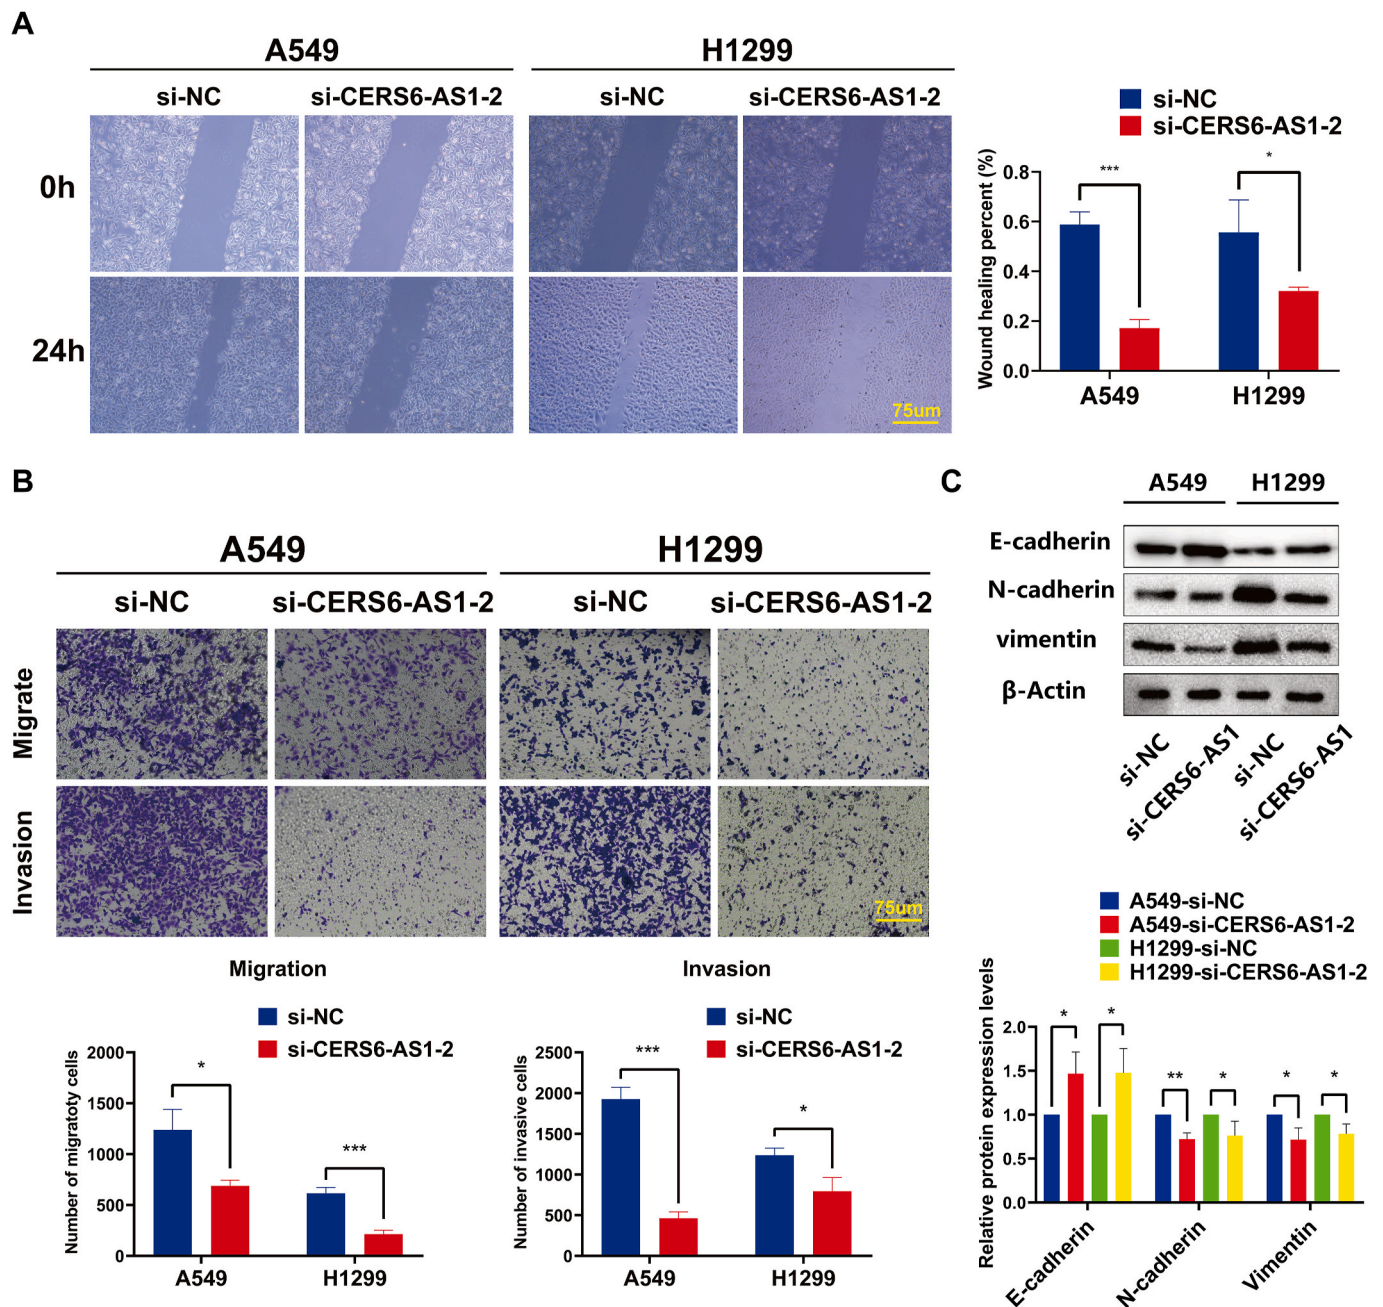 A
A549
H1299
si-NC
si-CERS6-AS1-2
si-NC
si-CERS6-AS1-2
0h
24h
75um
si-NC
si-CERS6-AS1-2
Wound healing percent (%)
0.8
0.6
0.4
0.2
0.0
***
*
A549
H1299
B
A549
H1299
si-NC
si-CERS6-AS1-2
si-NC
si-CERS6-AS1-2
Migrate
Invasion
75um
Migration
si-NC
si-CERS6-AS1-2
Number of migratoty cells
2000
1500
1000
500
0
*
***
A549
H1299
Invasion
si-NC
si-CERS6-AS1-2
Number of invasive cells
2500
2000
1500
1000
500
0
***
*
A549
H1299
C
A549
H1299
E-cadherin
N-cadherin
vimentin
β-Actin
si-NC
si-CERS6-AS1
si-NC
si-CERS6-AS1
A549-si-NC
A549-si-CERS6-AS1-2
H1299-si-NC
H1299-si-CERS6-AS1-2
Relative protein expression levels
2.0
1.5
1.0
0.5
0.0
*
*
**
*
*
*
E-cadherin
N-cadherin
Vimentin